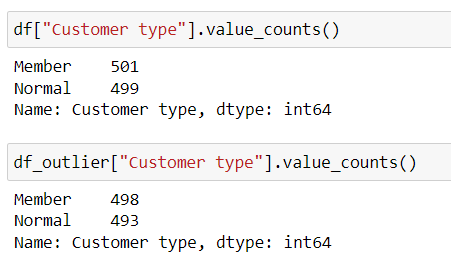 df["Customer type"].value_counts()
Member    501
Normal    499
Name: Customer type, dtype: int64
df_outlier["Customer type"].value_counts()
Member    498
Normal    493
Name: Customer type, dtype: int64